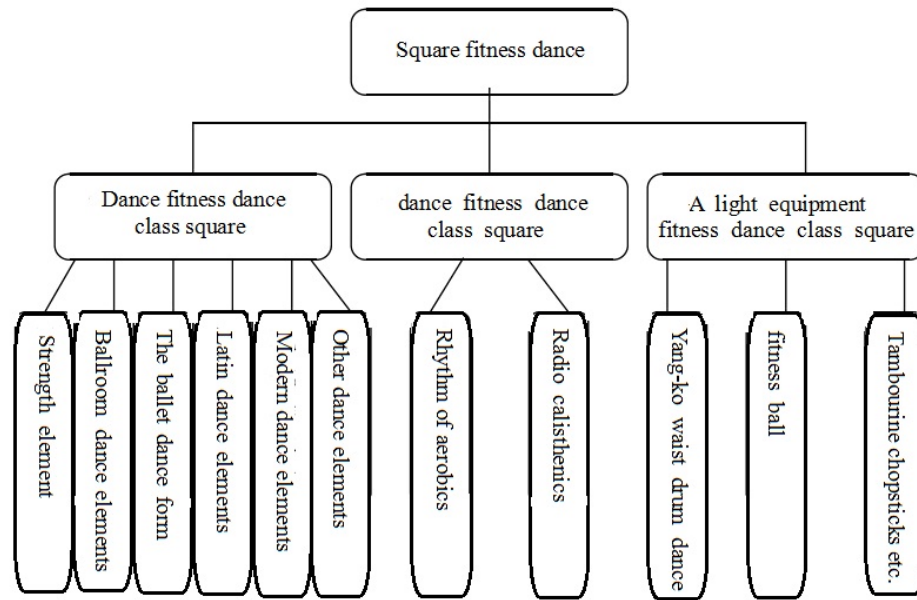 Square fitness dance
Dance fitness dance
class square
dance fitness dance
class square
A light equipment
fitness dance class square
Strength element
Ballroom dance elements
The ballet dance form
Latin dance elements
Modern dance elements
Other dance elements
Rhythm of aerobics
Radio calisthenics
Yang-ko waist drum dance
fitness ball
Tambourine chopsticks etc.